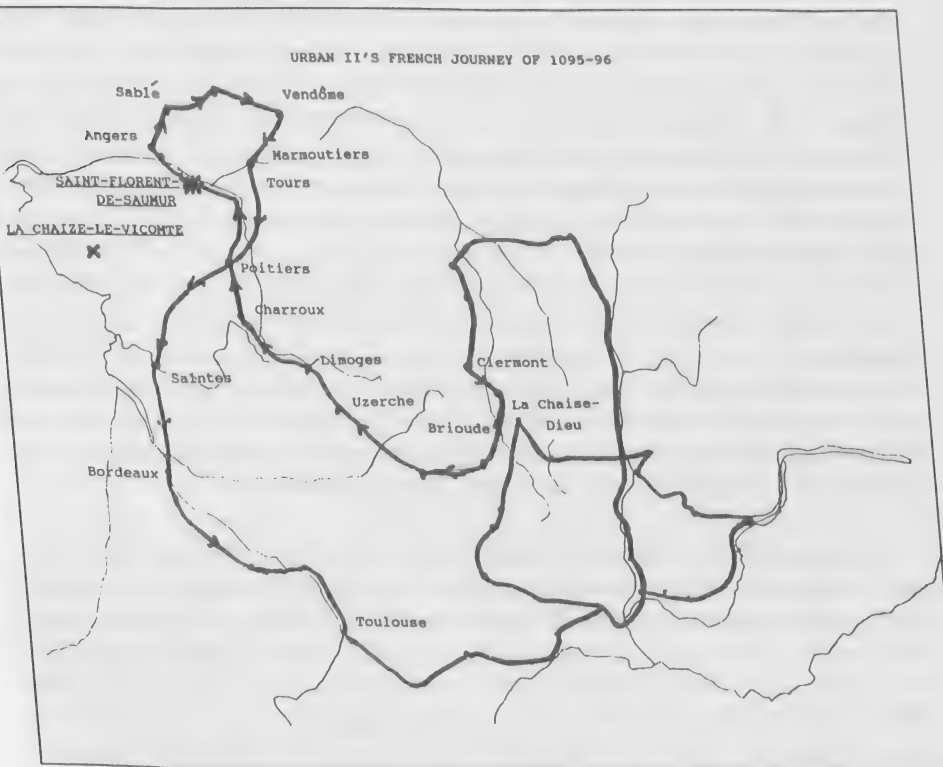 URBAN II'S FRENCH JOURNEY OF 1095-96
Sablé
Vendôme
Angers
Marmoutiers
SAINT-FLORENT-
DE-SAUMUR
Tours
LA CHAIZE-LE-VICOMTE
Poitiers
Charroux
Dimoges
Clermont
Saintes
Uzerche
La Chaise-
Dieu
Brioude
Bordeaux
Toulouse